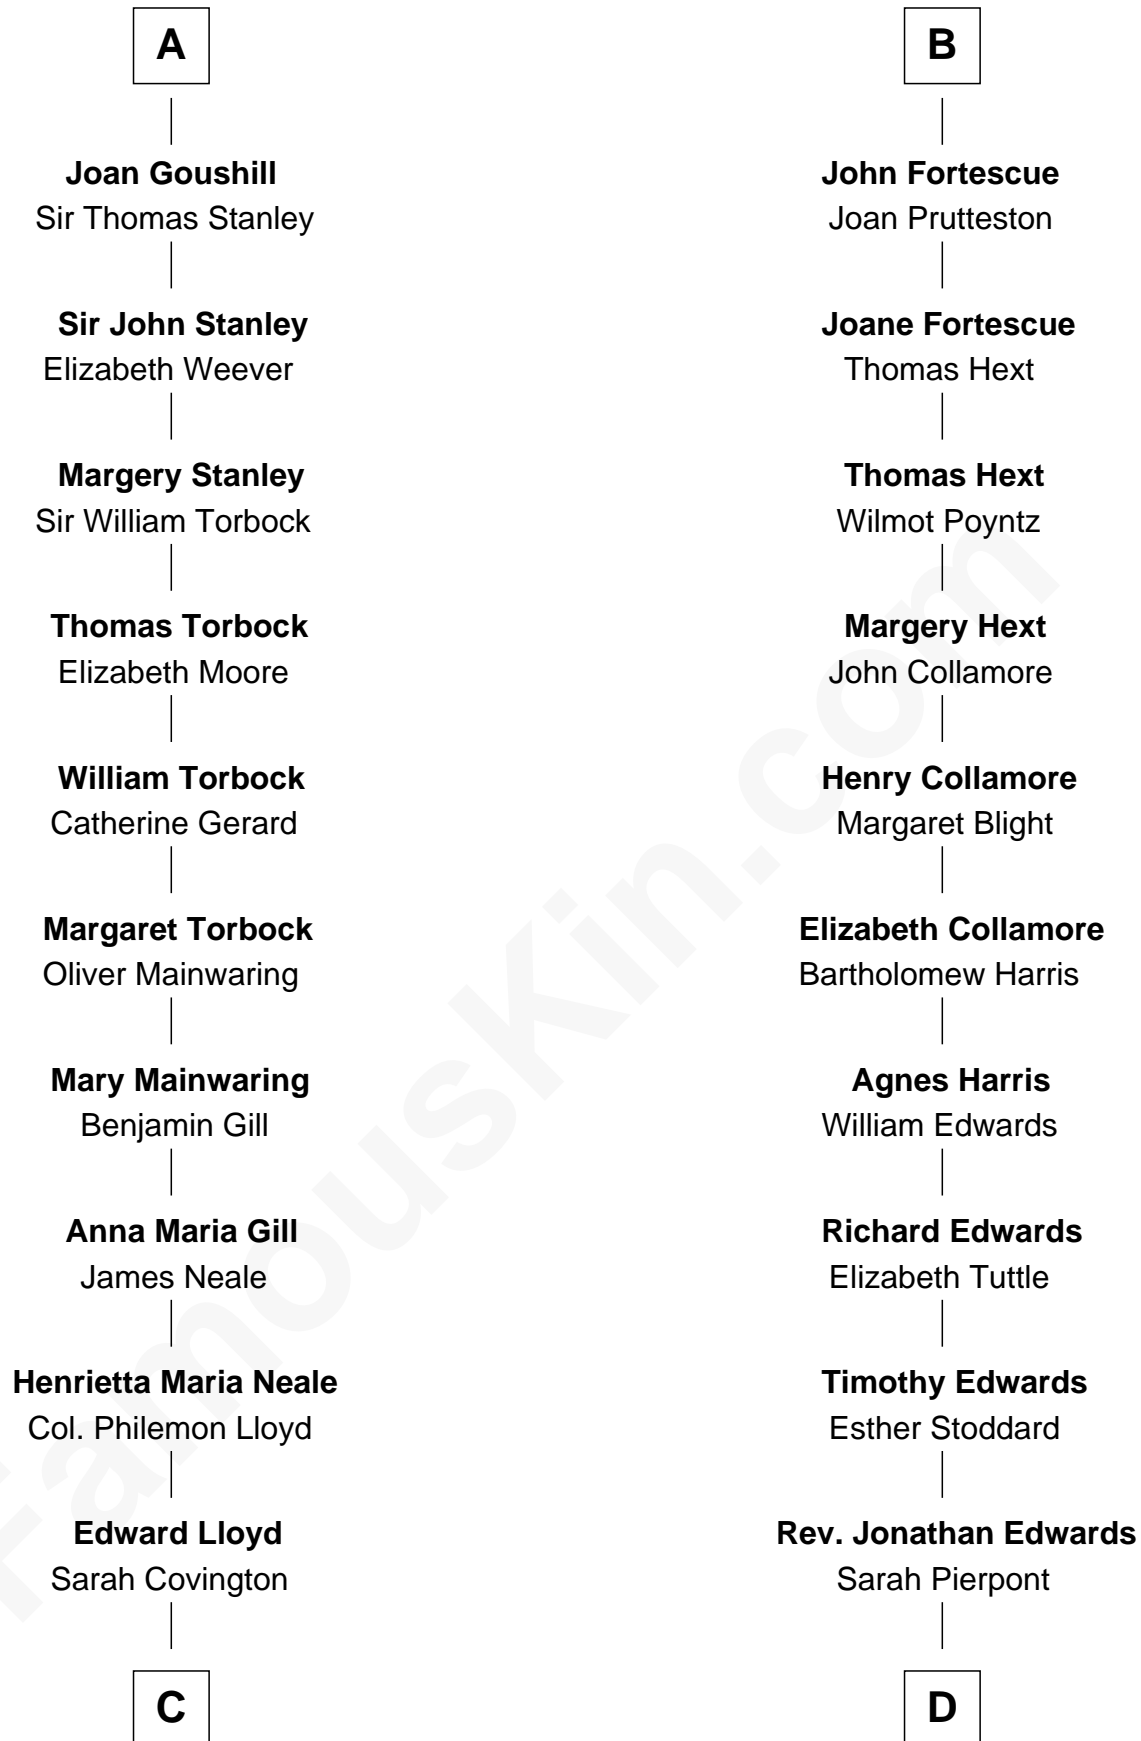 A
Joan Goushill
Sir Thomas Stanley
Sir John Stanley
Elizabeth Weever
Margery Stanley
Sir William Torbock
Thomas Torbock
Elizabeth Moore
William Torbock
Catherine Gerard
Margaret Torbock
Oliver Mainwaring
Mary Mainwaring
Benjamin Gill
Anna Maria Gill
James Neale
Henrietta Maria Neale
Col. Philemon Lloyd
Edward Lloyd
Sarah Covington
C
B
John Fortescue
Joan Prutteston
Joane Fortescue
Thomas Hext
Thomas Hext
Wilmot Poyntz
Margery Hext
John Collamore
Henry Collamore
Margaret Blight
Elizabeth Collamore
Bartholomew Harris
Agnes Harris
William Edwards
Richard Edwards
Elizabeth Tuttle
Timothy Edwards
Esther Stoddard
Rev. Jonathan Edwards
Sarah Pierpont
D
FamousKin.com